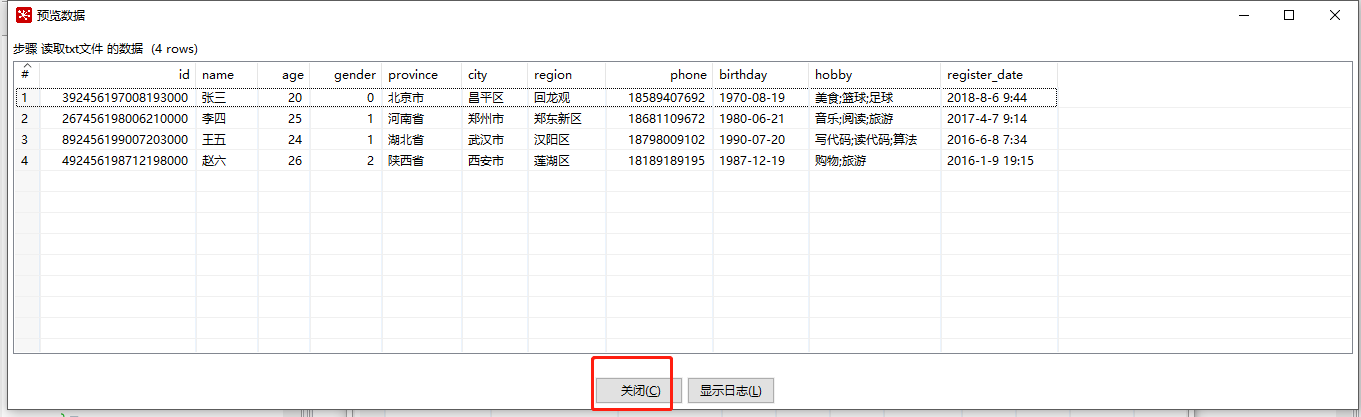 预览数据
步骤 读取txt文件 的数据 (4 rows)
# id name age gender province city region phone birthday hobby register_date
1 392456197008193000 张三 20 0 北京市 昌平区 回龙观 18589407692 1970-08-19 美食;篮球;足球 2018-8-6 9:44
2 267456198006210000 李四 25 1 河南省 郑州市 郑东新区 18681109672 1980-06-21 音乐;阅读;旅游 2017-4-7 9:14
3 892456199007203000 王五 24 1 湖北省 武汉市 汉阳区 18798009102 1990-07-20 写代码;读代码;算法 2016-6-8 7:34
4 492456198712198000 赵六 26 2 陕西省 西安市 莲湖区 18189189195 1987-12-19 购物;旅游 2016-1-9 19:15
关闭(C) 显示日志(L)